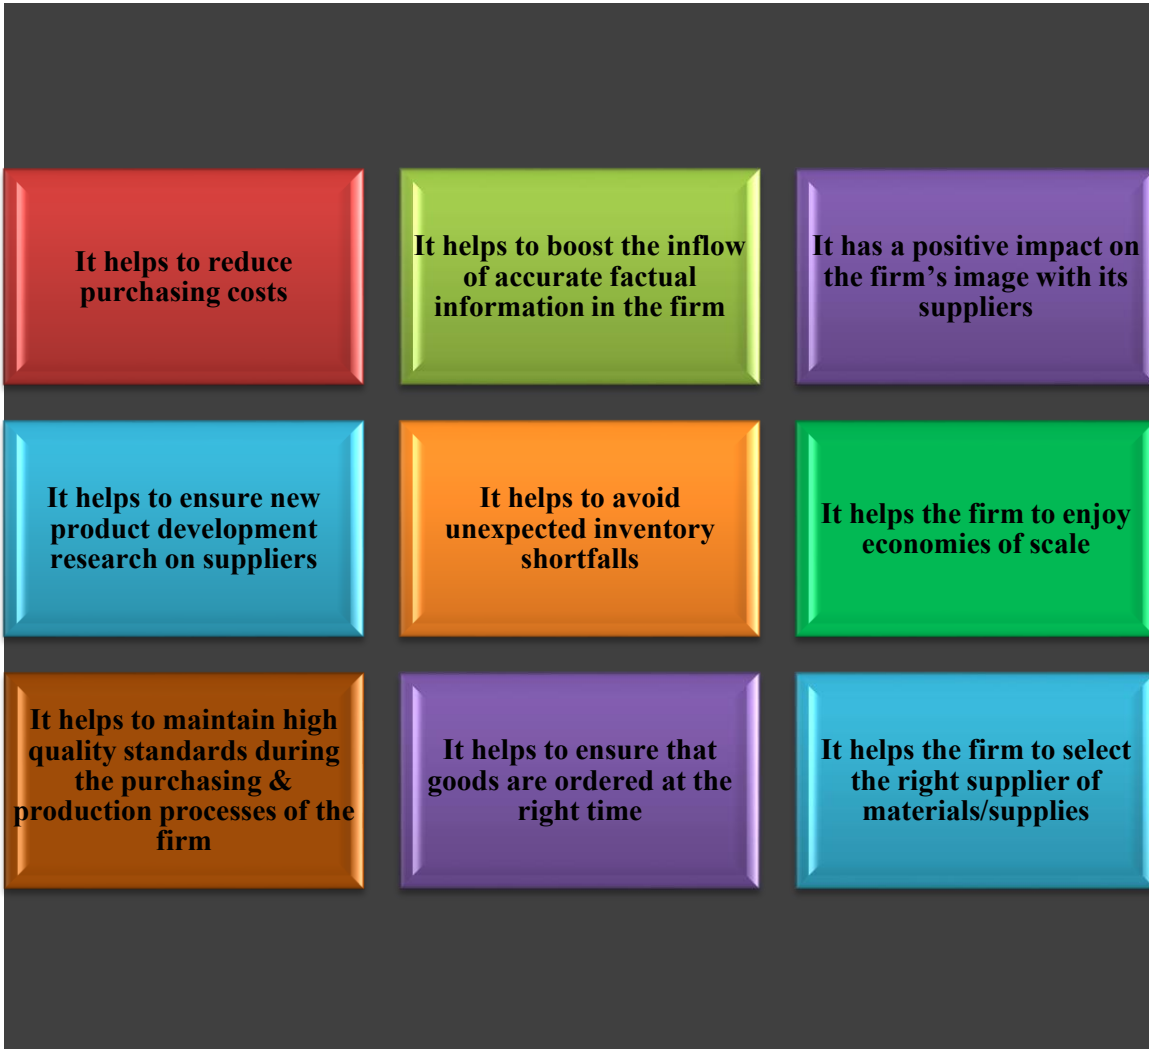 It helps to reduce
purchasing costs
It helps to boost the inflow
of accurate factual
information in the firm
It has a positive impact on
the firm’s image with its
suppliers
It helps to ensure new
product development
research on suppliers
It helps to avoid
unexpected inventory
shortfalls
It helps the firm to enjoy
economies of scale
It helps to maintain high
quality standards during
the purchasing &
production processes of the
firm
It helps to ensure that
goods are ordered at the
right time
It helps the firm to select
the right supplier of
materials/supplies